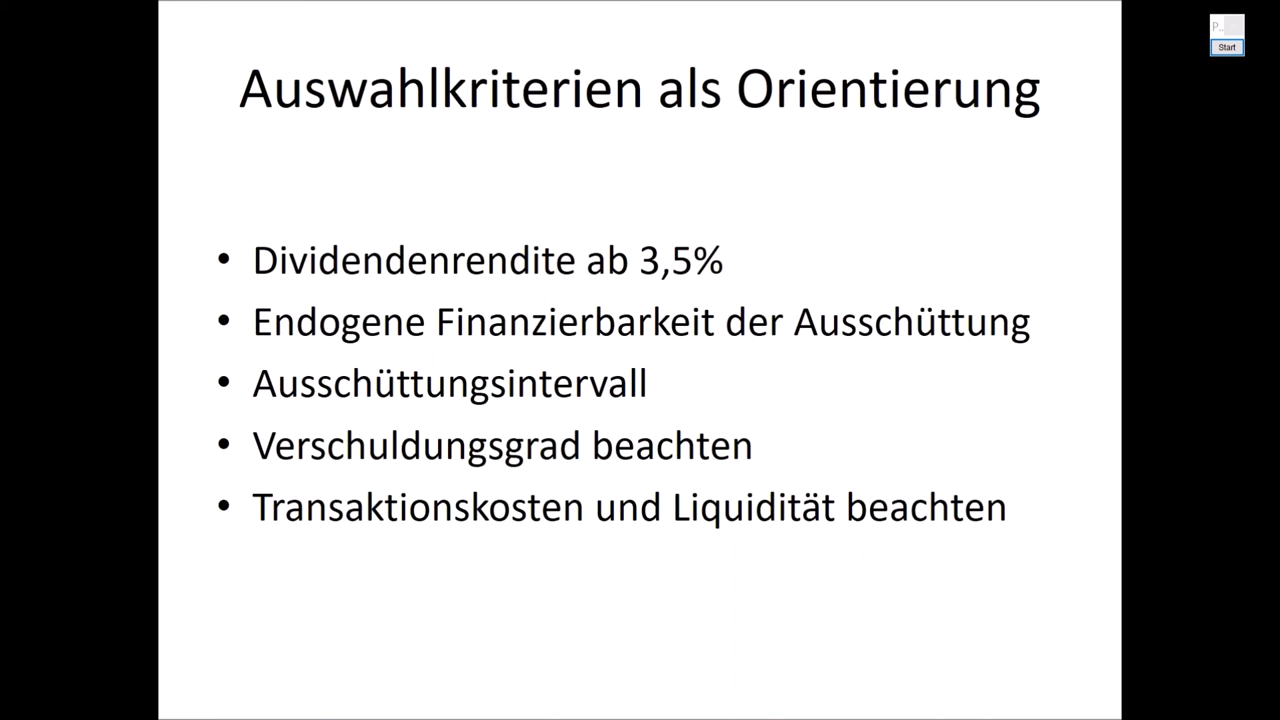 Auswahlkriterien als Orientierung
• Dividendenrendite ab 3,5%
• Endogene Finanzierbarkeit der Ausschüttung
• Ausschüttungsintervall
• Verschuldungsgrad beachten
• Transaktionskosten und Liquidität beachten
P...
Start